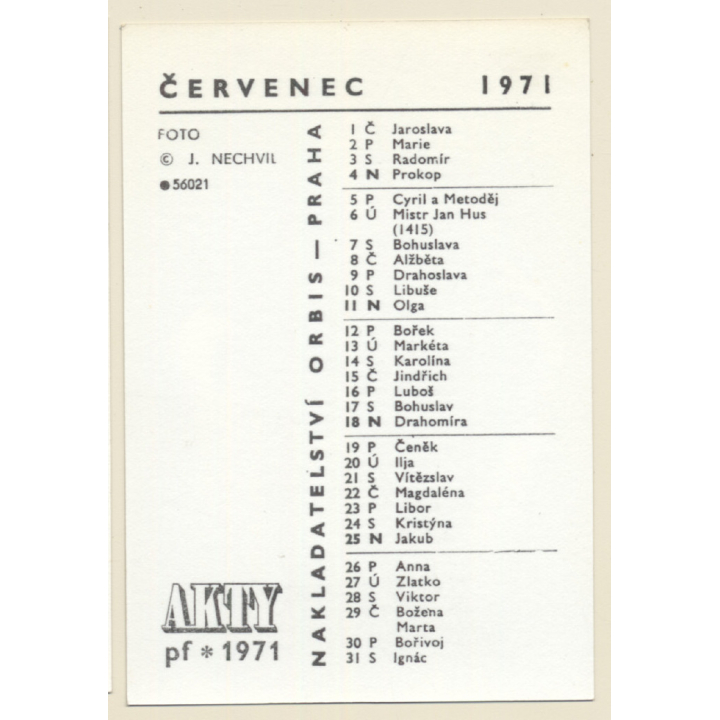 ČERVENEC 1971
FOTO
© J. NECHVIL
●56021
NAKLADATELSTVÍ ORBIS — PRAHA
1 Č Jaroslava
2 P Marie
3 S Radomír
4 N Prokop
5 P Cyril a Metoděj
6 Ú Mistr Jan Hus
(1415)
7 S Bohuslava
8 Č Alžběta
9 P Drahoslava
10 S Libuše
11 N Olga
12 P Bořek
13 Ú Markéta
14 S Karolína
15 Č Jindřich
16 P Luboš
17 S Bohuslav
18 N Drahomíra
19 P Čeněk
20 Ú Ilja
21 S Vítězslav
22 Č Magdaléna
23 P Libor
24 S Kristýna
25 N Jakub
26 P Anna
27 Ú Zlatko
28 S Viktor
29 Č Božena
Marta
30 P Bořivoj
31 S Ignác
AKTY
pf * 1971